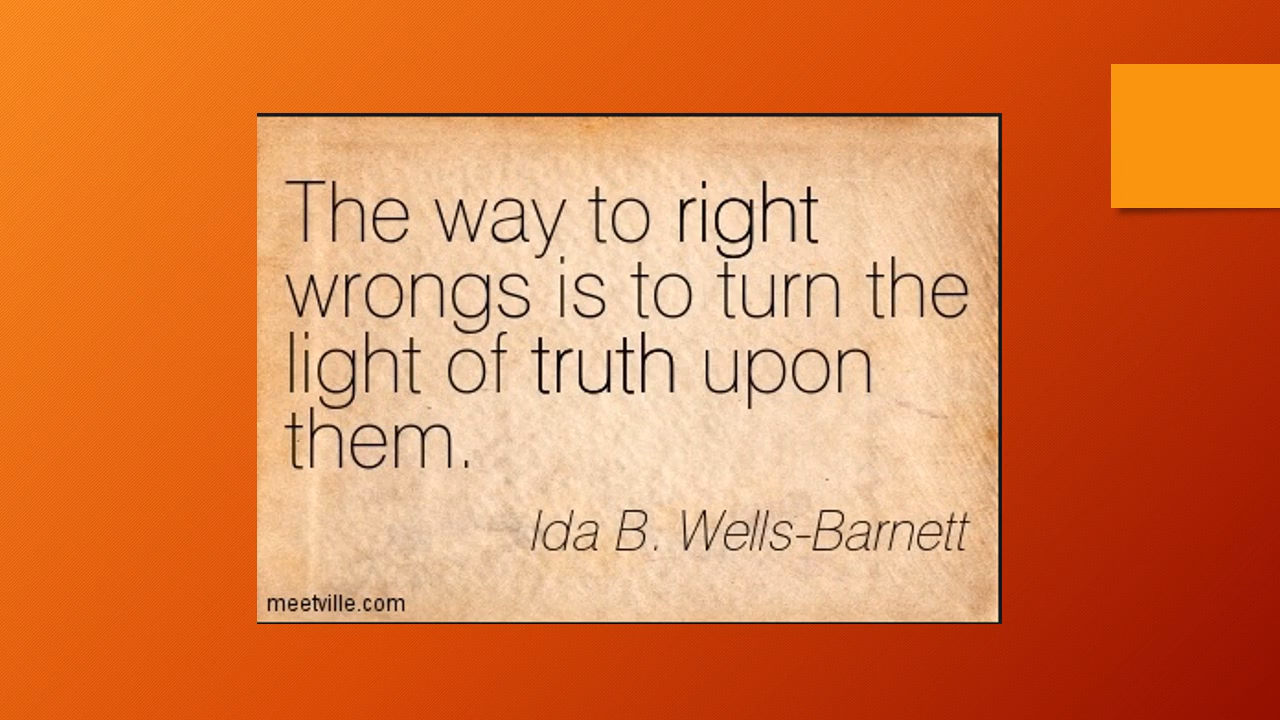 The way to right
wrongs is to turn the
light of truth upon
them.
Ida B. Wells-Barnett
meetville.com